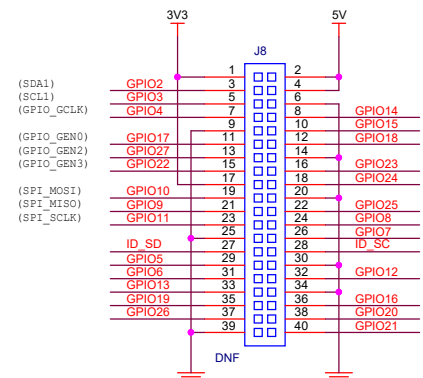 3V3 5V
J8
1 2
(SDA1) GPIO2 3 4
(SCL1) GPIO3 5 6
(GPIO_GCLK) GPIO4 7 8 GPIO14
9 10 GPIO15
(GPIO_GEN0) GPIO17 11 12 GPIO18
(GPIO_GEN2) GPIO27 13 14
(GPIO_GEN3) GPIO22 15 16 GPIO23
17 18 GPIO24
(SPI_MOSI) GPIO10 19 20
(SPI_MISO) GPIO9 21 22 GPIO25
(SPI_SCLK) GPIO11 23 24 GPIO8
25 26 GPIO7
ID_SD 27 28 ID_SC
GPIO5 29 30
GPIO6 31 32 GPIO12
GPIO13 33 34
GPIO19 35 36 GPIO16
GPIO26 37 38 GPIO20
39 40 GPIO21
DNF